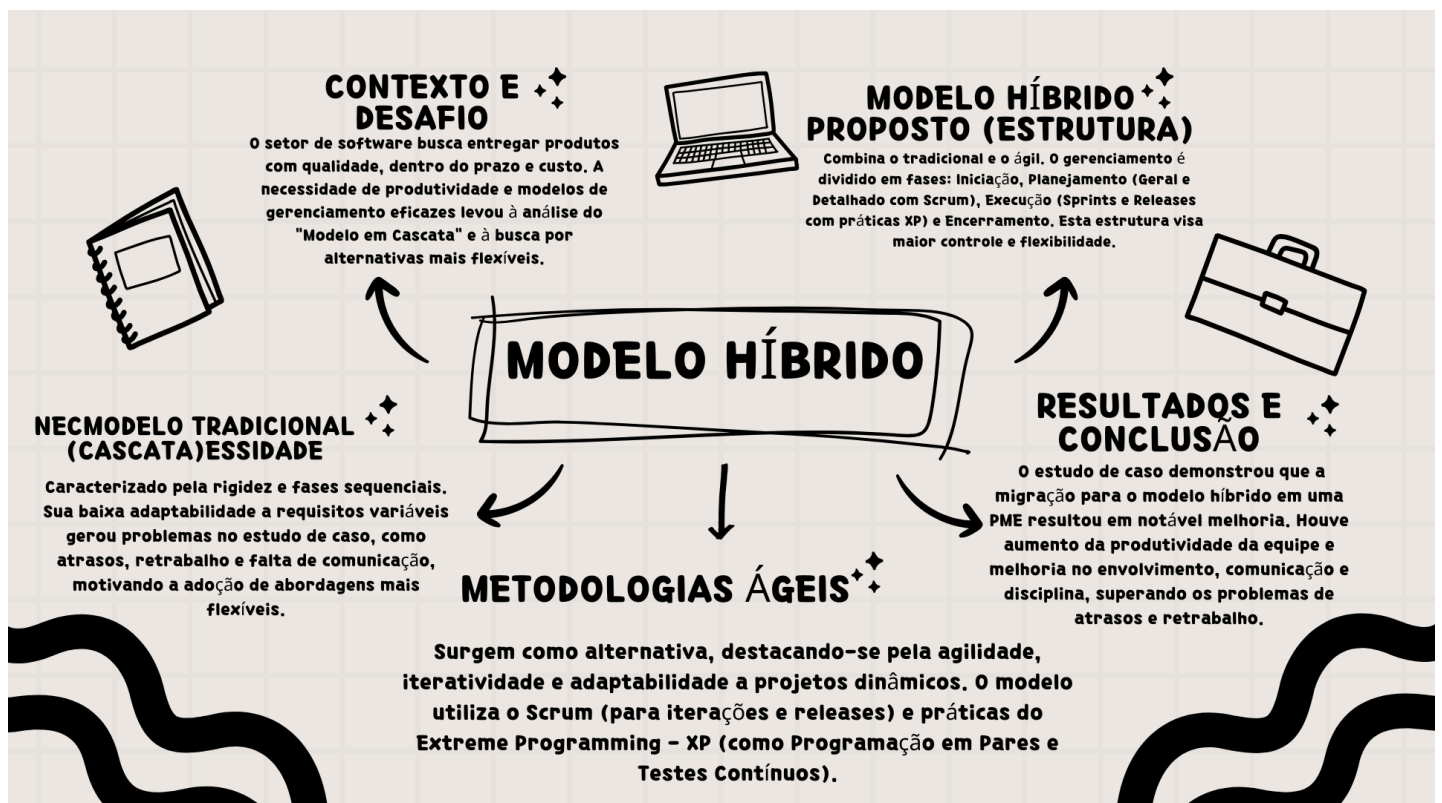 CONTEXTO E
DESAFIO
O setor de software busca entregar produtos
com qualidade, dentro do prazo e custo. A
necessidade de produtividade e modelos de
gerenciamento eficazes levou à análise do
"Modelo em Cascata" e à busca por
alternativas mais flexíveis.
MODELO HÍBRIDO
PROPOSTO (ESTRUTURA)
Combina o tradicional e o ágil. O gerenciamento é
dividido em fases: Iniciação, Planejamento (Geral e
Detalhado com Scrum), Execução (Sprints e Releases
com práticas XP) e Encerramento. Esta estrutura visa
maior controle e flexibilidade.
MODELO HÍBRIDO
NECMODELO TRADICIONAL
(CASCATA)ESSIDADE
Caracterizado pela rigidez e fases sequenciais.
Sua baixa adaptabilidade a requisitos variáveis
gerou problemas no estudo de caso, como
atrasos, retrabalho e falta de comunicação,
motivando a adoção de abordagens mais
flexíveis.
RESULTADOS E
CONCLUSÃO
O estudo de caso demonstrou que a
migração para o modelo híbrido em uma
PME resultou em notável melhoria. Houve
aumento da produtividade da equipe e
melhoria no envolvimento, comunicação e
disciplina, superando os problemas de
atrasos e retrabalho.
METODOLOGIAS ÁGEIS
Surgem como alternativa, destacando-se pela agilidade,
iteratividade e adaptabilidade a projetos dinâmicos. O modelo
utiliza o Scrum (para iterações e releases) e práticas do
Extreme Programming - XP (como Programação em Pares e
Testes Contínuos).